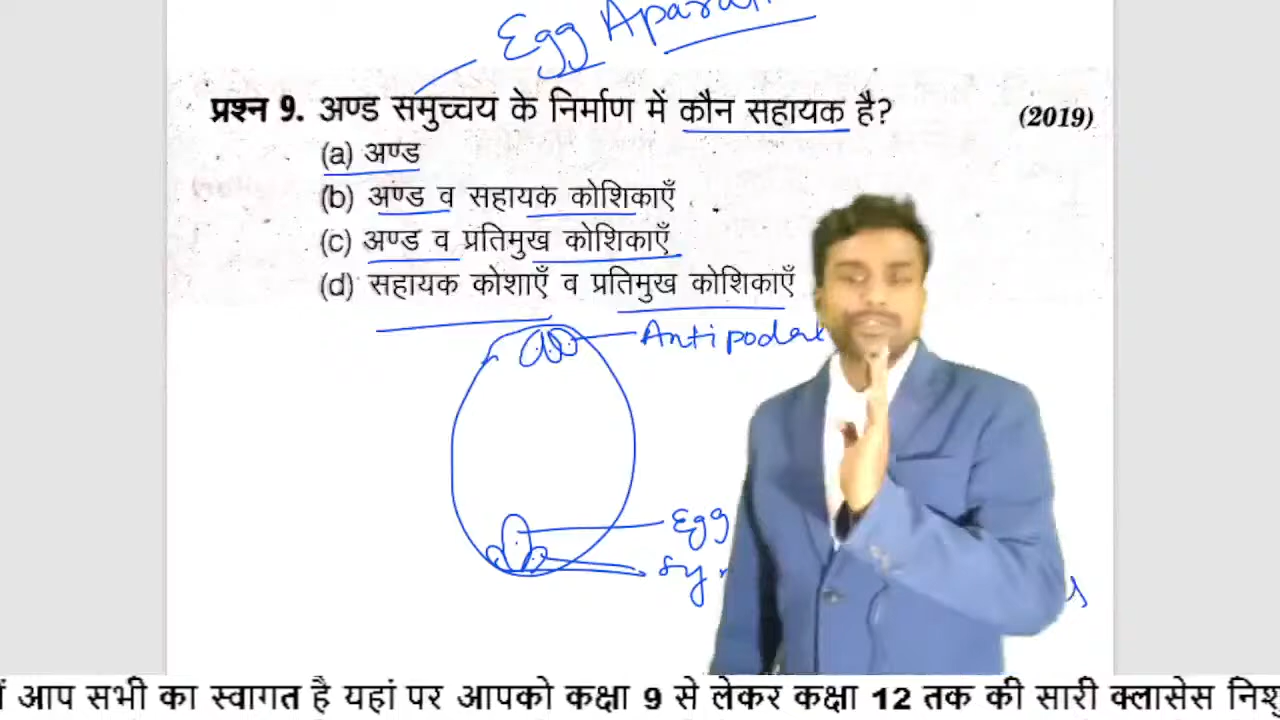 Egg
प्रश्न 9. अण्ड समुच्चय के निर्माण में कौन सहायक है? (2019)
(a) अण्ड
(b) अण्ड व सहायक कोशिकाएँ
(c) अण्ड व प्रतिमुख कोशिकाएँ
(d) सहायक कोशाएँ व प्रतिमुख कोशिकाएँ
Antipodal
Egg
आप सभी का स्वागत है यहां पर आपको कक्षा 9 से लेकर कक्षा 12 तक की सारी क्लासेस